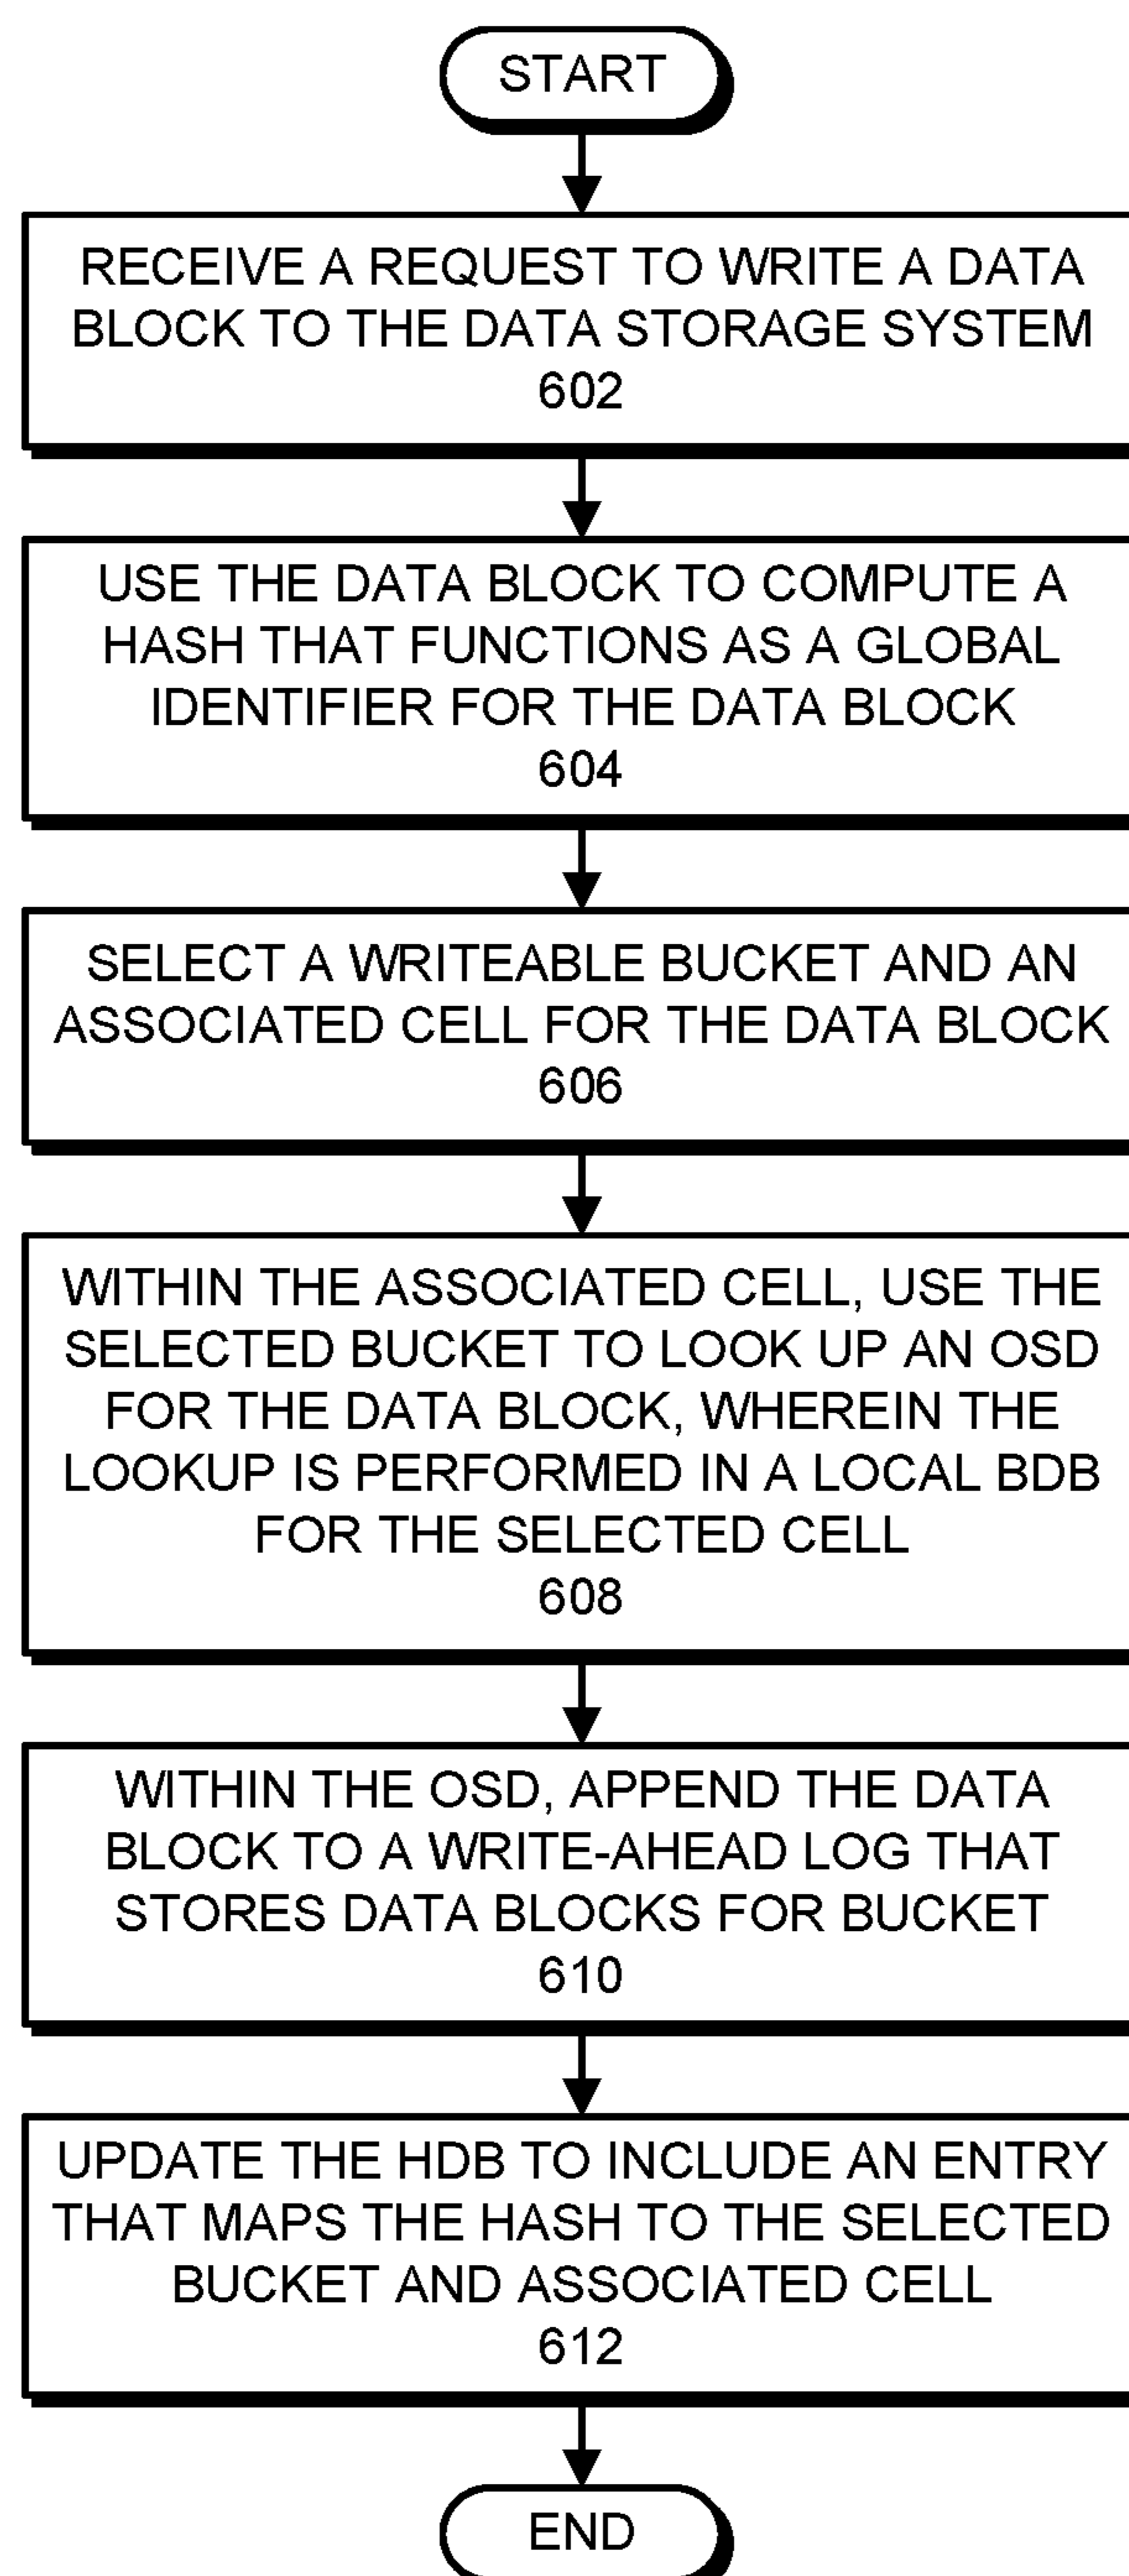 START
RECEIVE A REQUEST TO WRITE A DATA
BLOCK TO THE DATA STORAGE SYSTEM
602
USE THE DATA BLOCK TO COMPUTE A
HASH THAT FUNCTIONS AS A GLOBAL
IDENTIFIER FOR THE DATA BLOCK
604
SELECT A WRITEABLE BUCKET AND AN
ASSOCIATED CELL FOR THE DATA BLOCK
606
WITHIN THE ASSOCIATED CELL, USE THE
SELECTED BUCKET TO LOOK UP AN OSD
FOR THE DATA BLOCK, WHEREIN THE
LOOKUP IS PERFORMED IN A LOCAL BDB
FOR THE SELECTED CELL
608
WITHIN THE OSD, APPEND THE DATA
BLOCK TO A WRITE-AHEAD LOG THAT
STORES DATA BLOCKS FOR BUCKET
610
UPDATE THE HDB TO INCLUDE AN ENTRY
THAT MAPS THE HASH TO THE SELECTED
BUCKET AND ASSOCIATED CELL
612
END